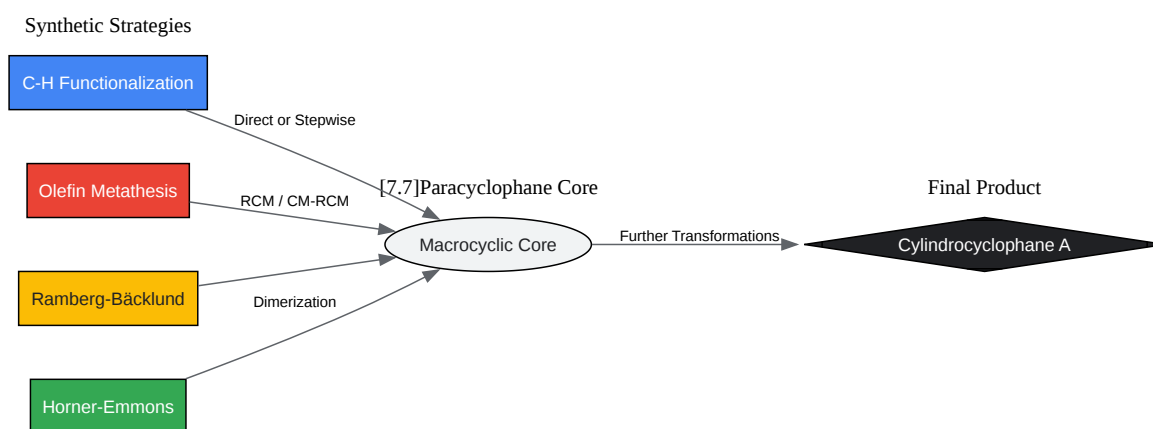 Synthetic Strategies
C-H Functionalization
Direct or Stepwise
Olefin Metathesis
RCM / CM-RCM
[7.7]Paracyclophane Core
Final Product
Macrocyclic Core
Further Transformations
Cylindrocyclophane A
Ramberg-Bäcklund
Dimerization
Horner-Emmons